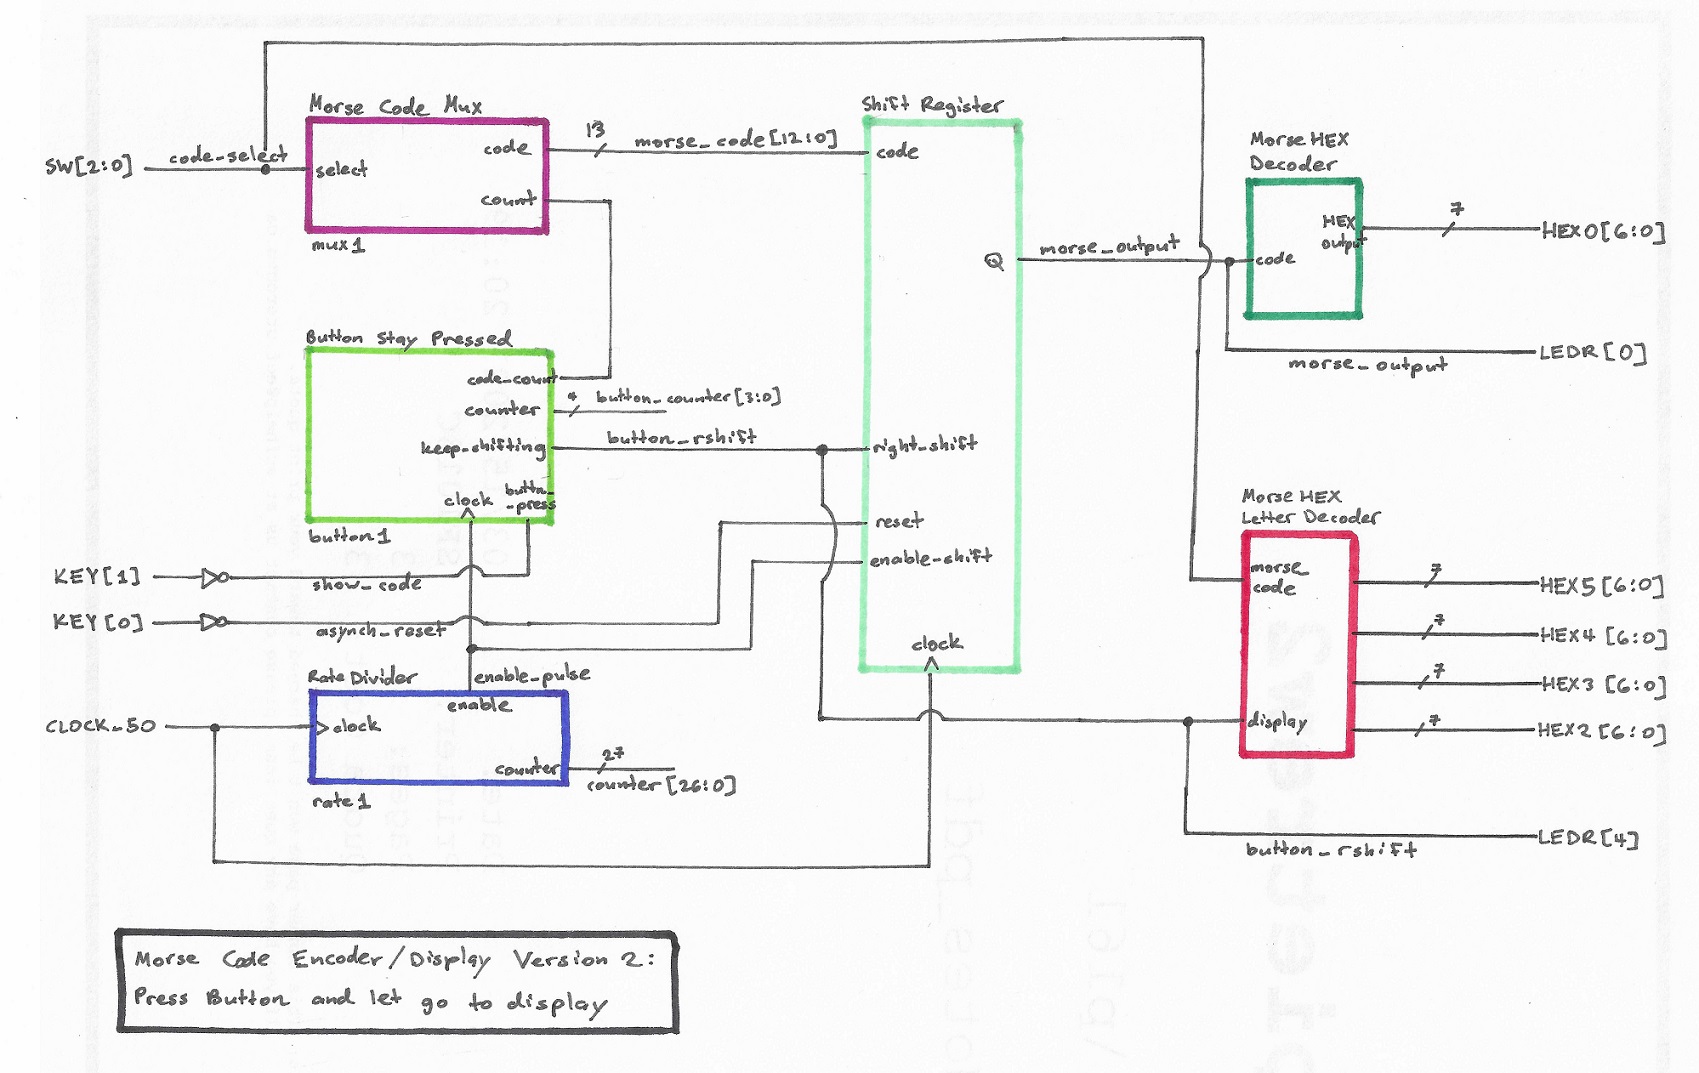 Morse Code Mux
SW[2:0]
code-select
select
code
count
mux1
13
morse_code[12:0]
Shift Register
code
Q
right_shift
reset
enable-shift
clock
morse_output
Morse HEX
Decoder
code
HEX
output
7
HEX0[6:0]
LEDR[0]
morse_output
Button Stay Pressed
code_count
counter
keep-shifting
clock
button_
-press
button1
4
button_counter[3:0]
button_rshift
KEY[1]
show_code
KEY[0]
asynch_reset
Rate Divider
enable_pulse
enable
CLOCK_50
clock
counter
rate1
27
counter[26:0]
Morse HEX
Letter Decoder
morse
code
display
7
HEX5[6:0]
7
HEX4 [6:0]
7
HEX3 [6:0]
7
HEX2 [6:0]
LEDR[4]
button_rshift
Morse Code Encoder/Display Version 2:
Press Button and let go to display